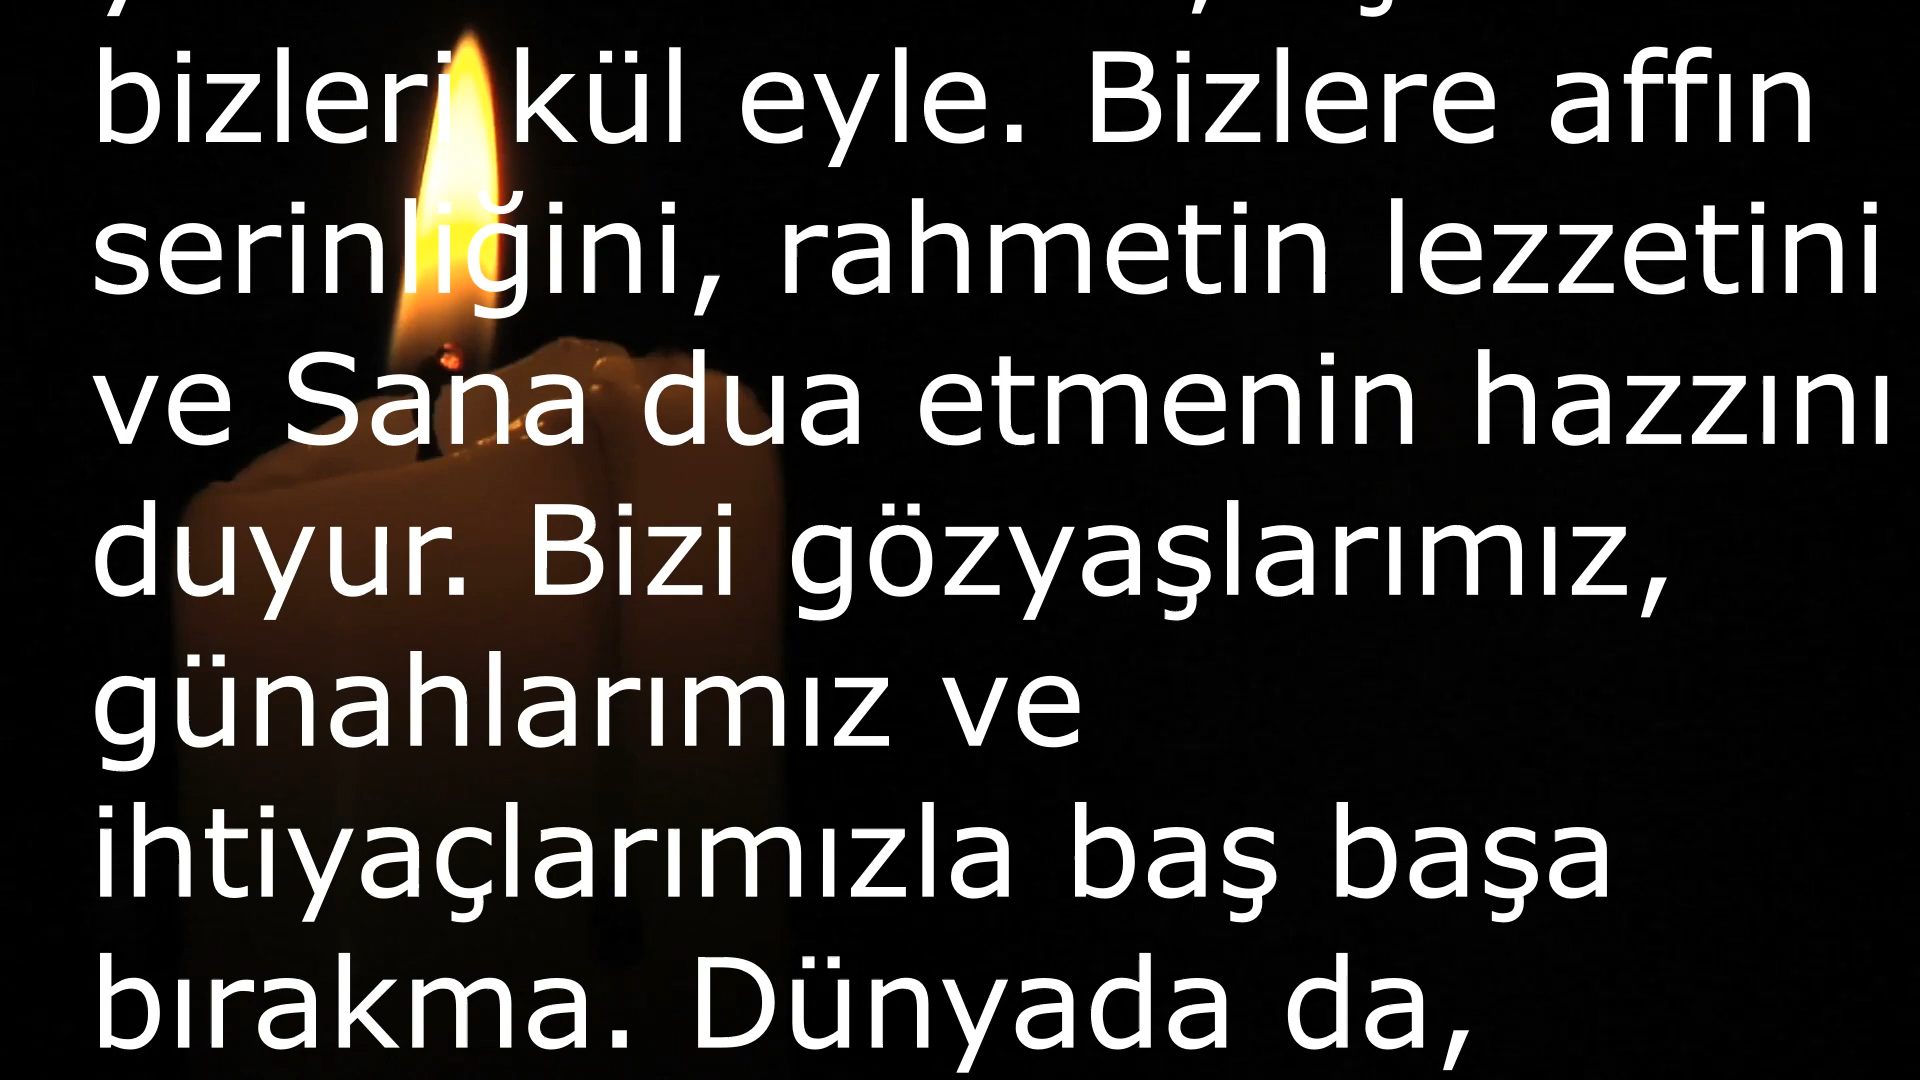 bizleri kül eyle. Bizlere affın
serinliğini, rahmetin lezzetini
ve Sana dua etmenin hazzını
duyur. Bizi gözyaşlarımız,
günahlarımız ve
ihtiyaçlarımızla baş başa
bırakma. Dünyada da,